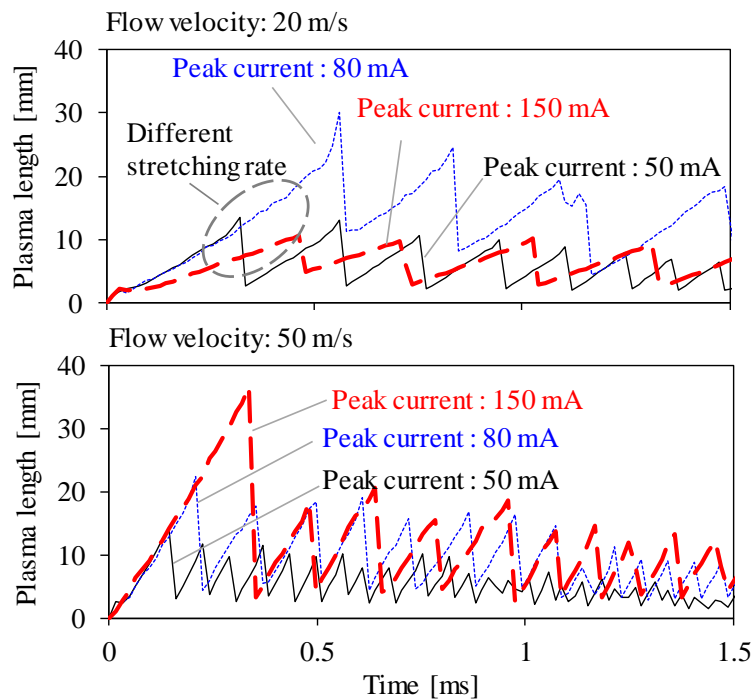 Flow velocity: 20 m/s
40
30
20
10
0
Plasma length [mm]
Peak current : 80 mA
Peak current : 150 mA
Different
stretching rate
Peak current : 50 mA
Flow velocity: 50 m/s
40
30
20
10
0
Plasma length [mm]
Peak current : 150 mA
Peak current : 80 mA
Peak current : 50 mA
0
0.5
1
1.5
Time [ms]